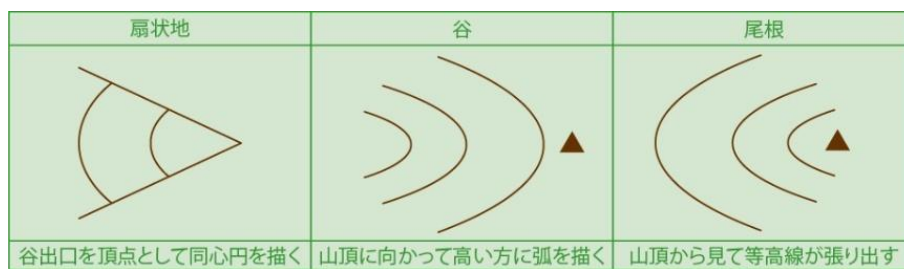 扇状地
谷
尾根
谷出口を頂点として同心円を描く
山頂に向かって高い方に弧を描く
山頂から見て等高線が張り出す